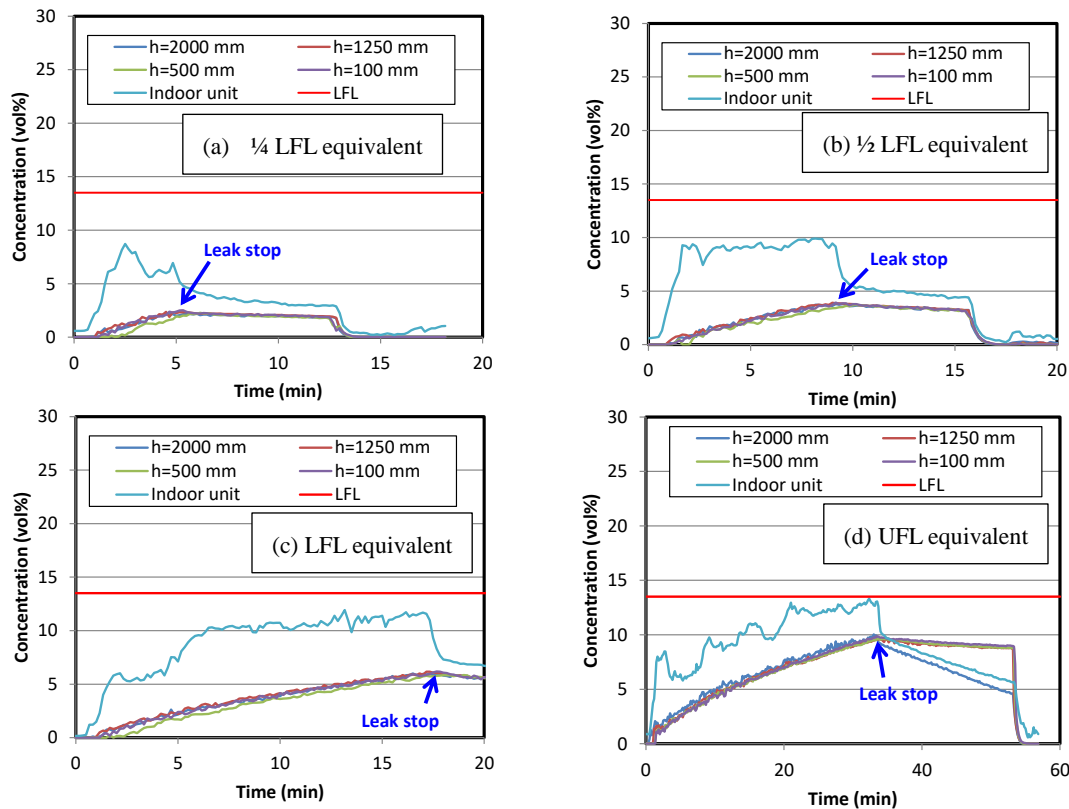 30
25
20
15
10
5
0
Concentration (vol%)
h=2000 mm h=1250 mm
h=500 mm h=100 mm
Indoor unit LFL
(a) ¼ LFL equivalent
Leak stop
0 5 10 15 20
Time (min)
30
25
20
15
10
5
0
Concentration (vol%)
h=2000 mm h=1250 mm
h=500 mm h=100 mm
Indoor unit LFL
(b) ½ LFL equivalent
Leak stop
0 5 10 15 20
Time (min)
30
25
20
15
10
5
0
Concentration (vol%)
h=2000 mm h=1250 mm
h=500 mm h=100 mm
Indoor unit LFL
(c) LFL equivalent
Leak stop
0 5 10 15 20
Time (min)
30
25
20
15
10
5
0
Concentration (vol%)
h=2000 mm h=1250 mm
h=500 mm h=100 mm
Indoor unit LFL
(d) UFL equivalent
Leak stop
0 20 40 60
Time (min)